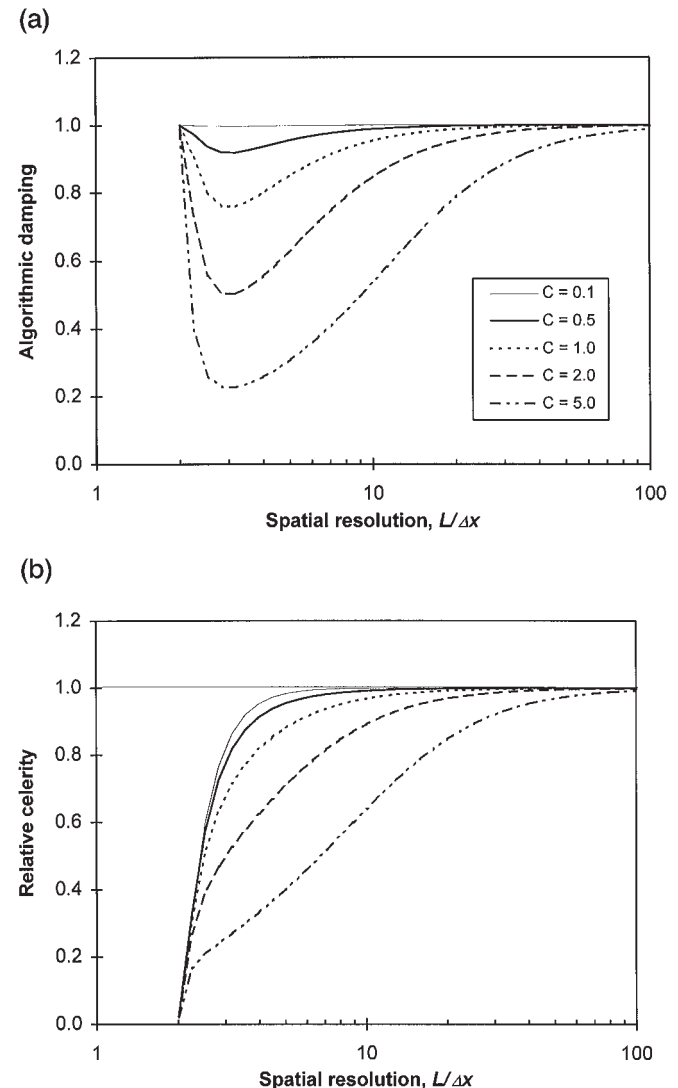 (a)
1.2
1.0
0.8
0.6
0.4
0.2
0.0
Algorithmic damping
C = 0.1
C = 0.5
C = 1.0
C = 2.0
C = 5.0
1 10 100
Spatial resolution, L/Δx
(b)
1.2
1.0
0.8
0.6
0.4
0.2
0.0
Relative celerity
1 10 100
Spatial resolution, L/Δx